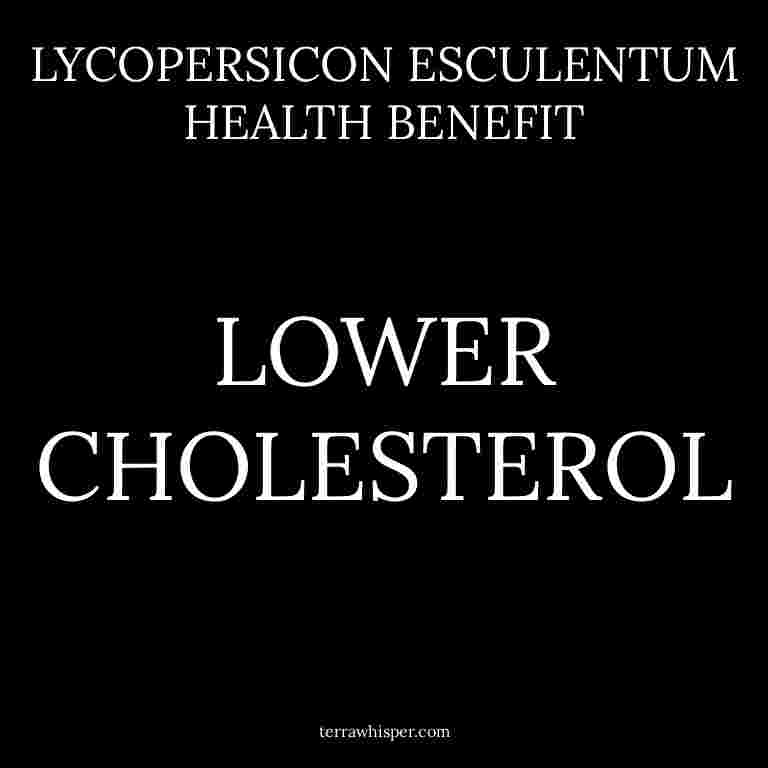 LYCOPERSICON ESCULENTUM
HEALTH BENEFIT
LOWER
CHOLESTEROL
terrawhisper.com